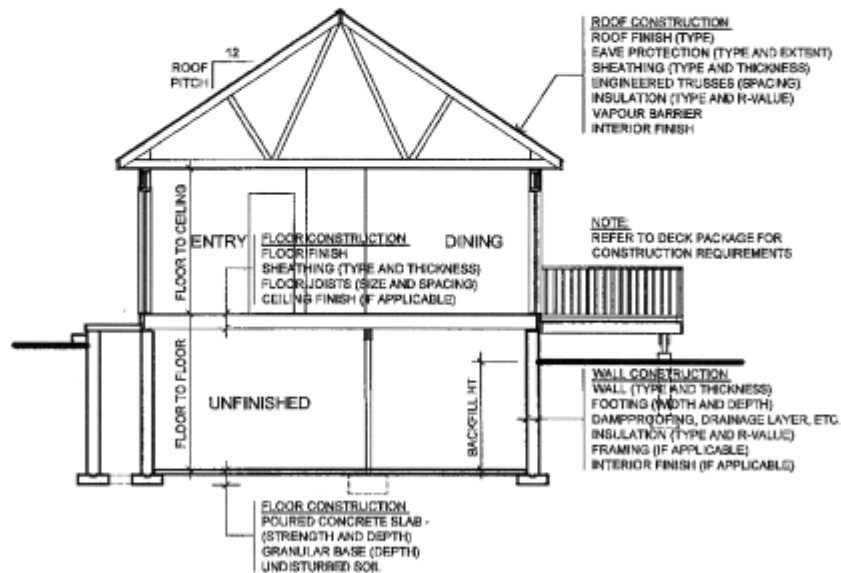 ROOF CONSTRUCTION
ROOF FINISH (TYPE)
EAVE PROTECTION (TYPE AND EXTENT)
SHEATHING (TYPE AND THICKNESS)
ENGINEERED TRUSSES (SPACING)
INSULATION (TYPE AND R-VALUE)
VAPOUR BARRIER
INTERIOR FINISH
12
ROOF
PITCH
FLOOR TO CEILING
ENTRY
DINING
FLOOR CONSTRUCTION
FLOOR FINISH
SHEATHING (TYPE AND THICKNESS)
FLOOR JOISTS (SIZE AND SPACING)
CEILING FINISH (IF APPLICABLE)
NOTE:
REFER TO DECK PACKAGE FOR
CONSTRUCTION REQUIREMENTS
FLOOR TO FLOOR
UNFINISHED
BACKFILL HT
WALL CONSTRUCTION
WALL (TYPE AND THICKNESS)
FOOTING (WIDTH AND DEPTH)
DAMPPROOFING, DRAINAGE LAYER, ETC.
INSULATION (TYPE AND R-VALUE)
FRAMING (IF APPLICABLE)
INTERIOR FINISH (IF APPLICABLE)
FLOOR CONSTRUCTION
POURED CONCRETE SLAB -
(STRENGTH AND DEPTH)
GRANULAR BASE (DEPTH)
UNDISTURBED SOIL